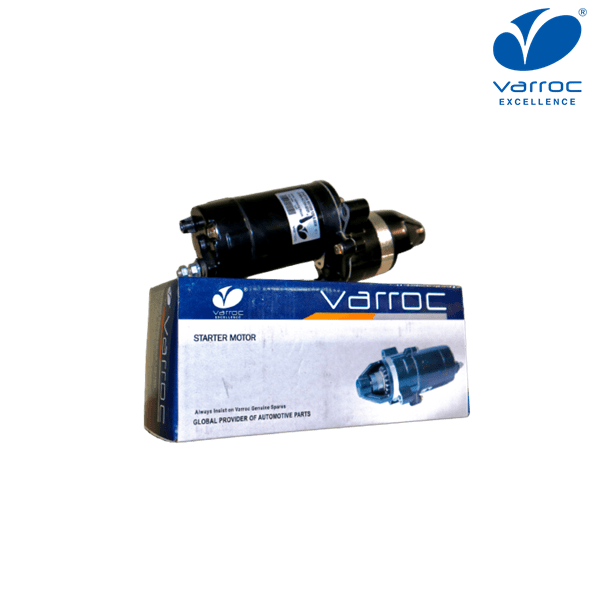 ®
varroc
EXCELLENCE
varroc
EXCELLENCE
varroc
STARTER MOTOR
Always Insist on Varroc Genuine Spares
GLOBAL PROVIDER OF AUTOMOTIVE PARTS